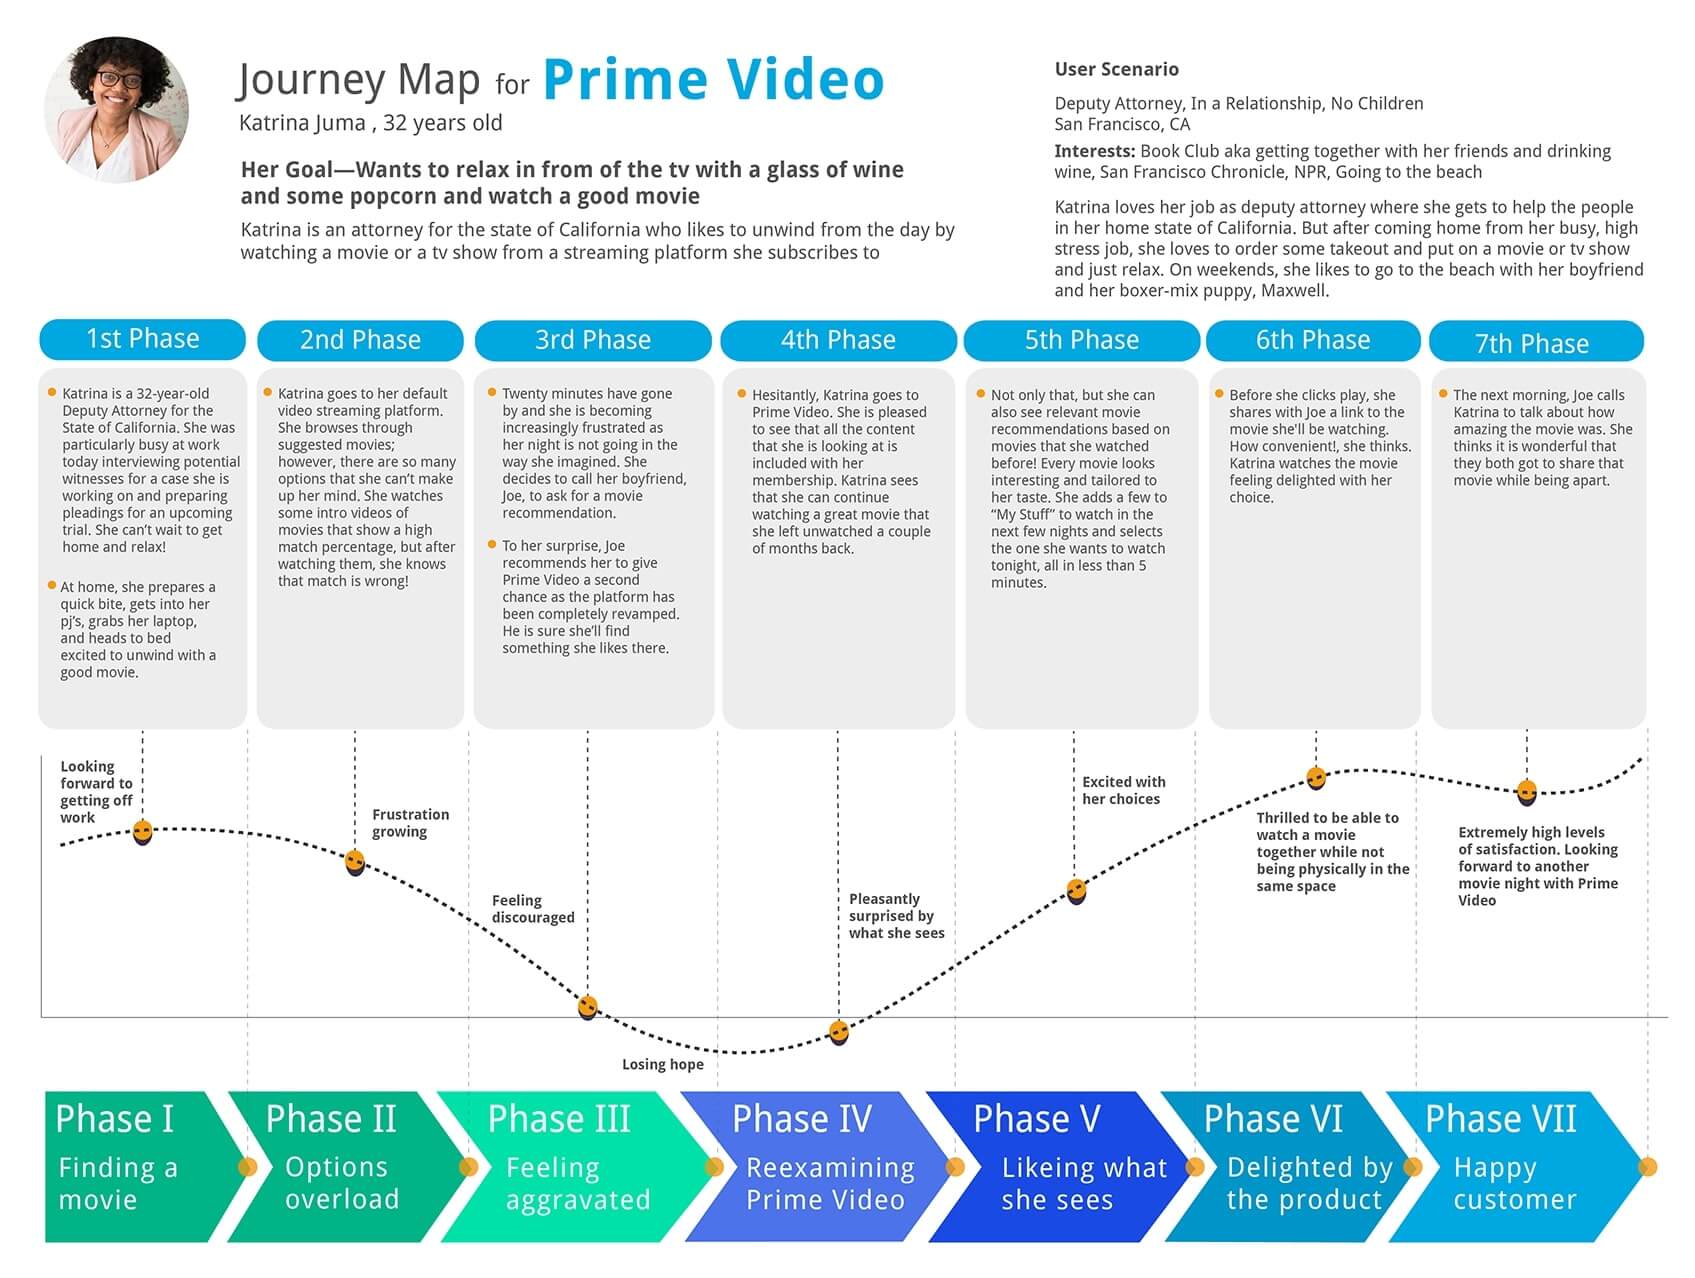 Journey Map for Prime Video
Katrina Juma , 32 years old
Her Goal—Wants to relax in from of the tv with a glass of wine
and some popcorn and watch a good movie
Katrina is an attorney for the state of California who likes to unwind from the day by
watching a movie or a tv show from a streaming platform she subscribes to
User Scenario
Deputy Attorney, In a Relationship, No Children
San Francisco, CA
Interests: Book Club aka getting together with her friends and drinking
wine, San Francisco Chronicle, NPR, Going to the beach
Katrina loves her job as deputy attorney where she gets to help the people
in her home state of California. But after coming home from her busy, high
stress job, she loves to order some takeout and put on a movie or tv show
and just relax. On weekends, she likes to go to the beach with her boyfriend
and her boxer-mix puppy, Maxwell.
1st Phase
Katrina is a 32-year-old
Deputy Attorney for the
State of California. She was
particularly busy at work
today interviewing potential
witnesses for a case she is
working on and preparing
pleadings for an upcoming
trial. She can't wait to get
home and relax!
At home, she prepares a
quick bite, gets into her
pj's, grabs her laptop,
and heads to bed
excited to unwind with a
good movie.
2nd Phase
Katrina goes to her default
video streaming platform.
She browses through
suggested movies;
however, there are so many
options that she can't make
up her mind. She watches
some intro videos of
movies that show a high
match percentage, but after
watching them, she knows
that match is wrong!
3rd Phase
Twenty minutes have gone
by and she is becoming
increasingly frustrated as
her night is not going in the
way she imagined. She
decides to call her boyfriend,
Joe, to ask for a movie
recommendation.
To her surprise, Joe
recommends her to give
Prime Video a second
chance as the platform has
been completely revamped.
He is sure she'll find
something she likes there.
4th Phase
Hesitantly, Katrina goes to
Prime Video. She is pleased
to see that all the content
that she is looking at is
included with her
membership. Katrina sees
that she can continue
watching a great movie that
she left unwatched a couple
of months back.
5th Phase
Not only that, but she can
also see relevant movie
recommendations based on
movies that she watched
before! Every movie looks
interesting and tailored to
her taste. She adds a few to
“My Stuff” to watch in the
next few nights and selects
the one she wants to watch
tonight, all in less than 5
minutes.
6th Phase
Before she clicks play, she
shares with Joe a link to the
movie she'll be watching.
How convenient!, she thinks.
Katrina watches the movie
feeling delighted with her
choice.
7th Phase
The next morning, Joe calls
Katrina to talk about how
amazing the movie was. She
thinks it is wonderful that
they both got to share that
movie while being apart.
Looking
forward to
getting off
work
Frustration
growing
Feeling
discouraged
Losing hope
Pleasantly
surprised by
what she sees
Excited with
her choices
Thrilled to be able to
watch a movie
together while not
being physically in the
same space
Extremely high levels
of satisfaction. Looking
forward to another
movie night with Prime
Video
Phase I
Finding a
movie
Phase II
Options
overload
Phase III
Feeling
aggravated
Phase IV
Reexamining
Prime Video
Phase V
Likeing what
she sees
Phase VI
Delighted by
the product
Phase VII
Happy
customer